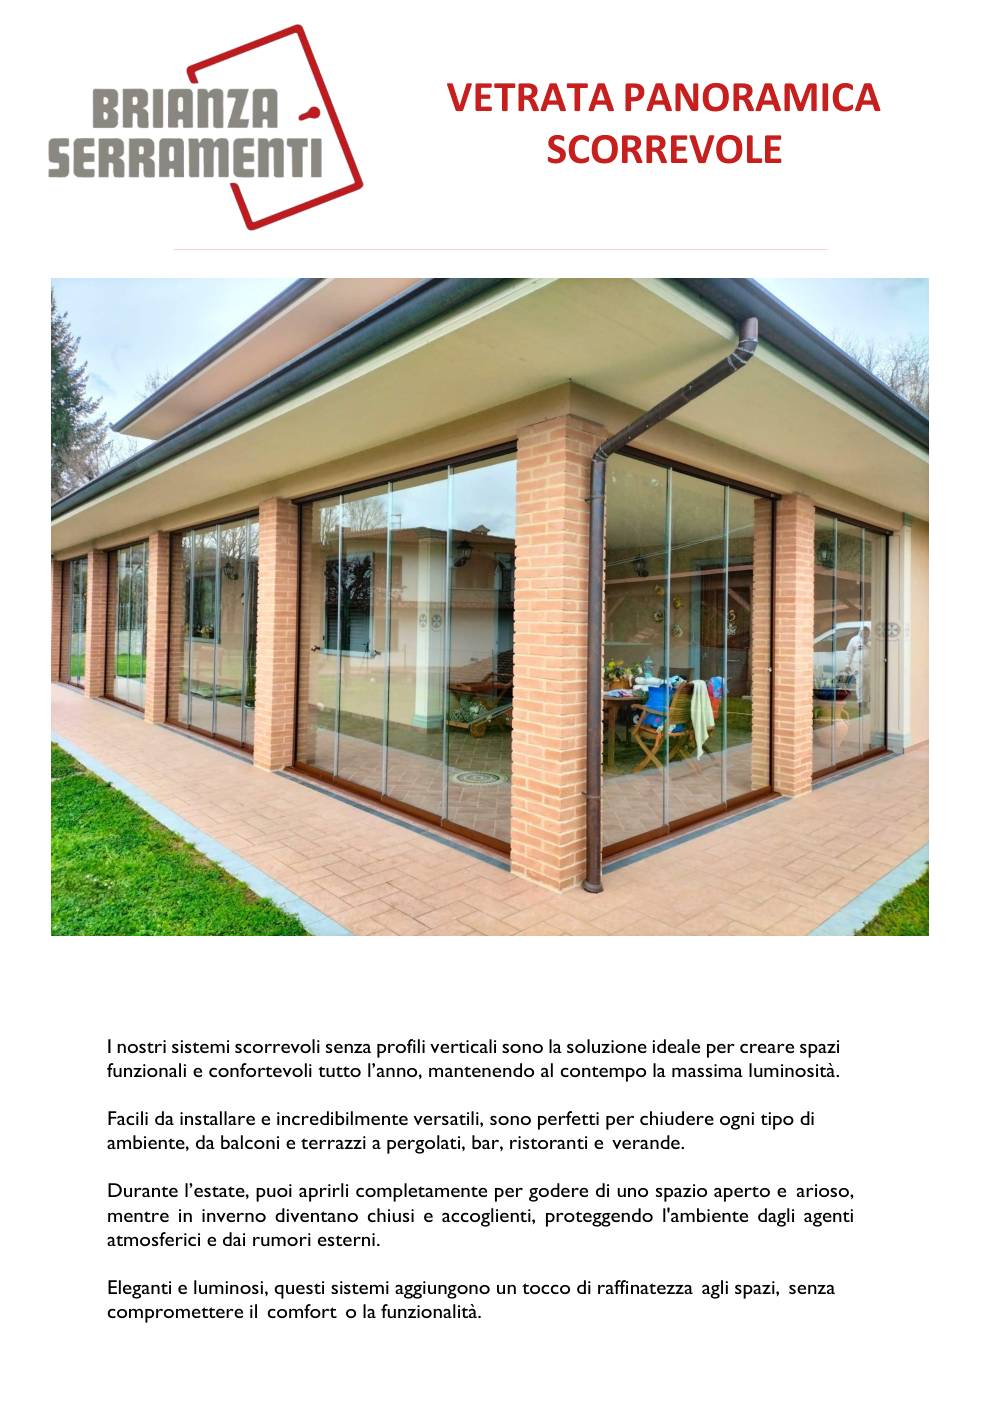 BRIANZA
SERRAMENTI
VETRATA PANORAMICA
SCORREVOLE
I nostri sistemi scorrevoli senza profili verticali sono la soluzione ideale per creare spazi
funzionali e confortevoli tutto l’anno, mantenendo al contempo la massima luminosità.
Facili da installare e incredibilmente versatili, sono perfetti per chiudere ogni tipo di
ambiente, da balconi e terrazzi a pergolati, bar, ristoranti e verande.
Durante l’estate, puoi aprirli completamente per godere di uno spazio aperto e arioso,
mentre in inverno diventano chiusi e accoglienti, proteggendo l'ambiente dagli agenti
atmosferici e dai rumori esterni.
Eleganti e luminosi, questi sistemi aggiungono un tocco di raffinatezza agli spazi, senza
compromettere il comfort o la funzionalità.